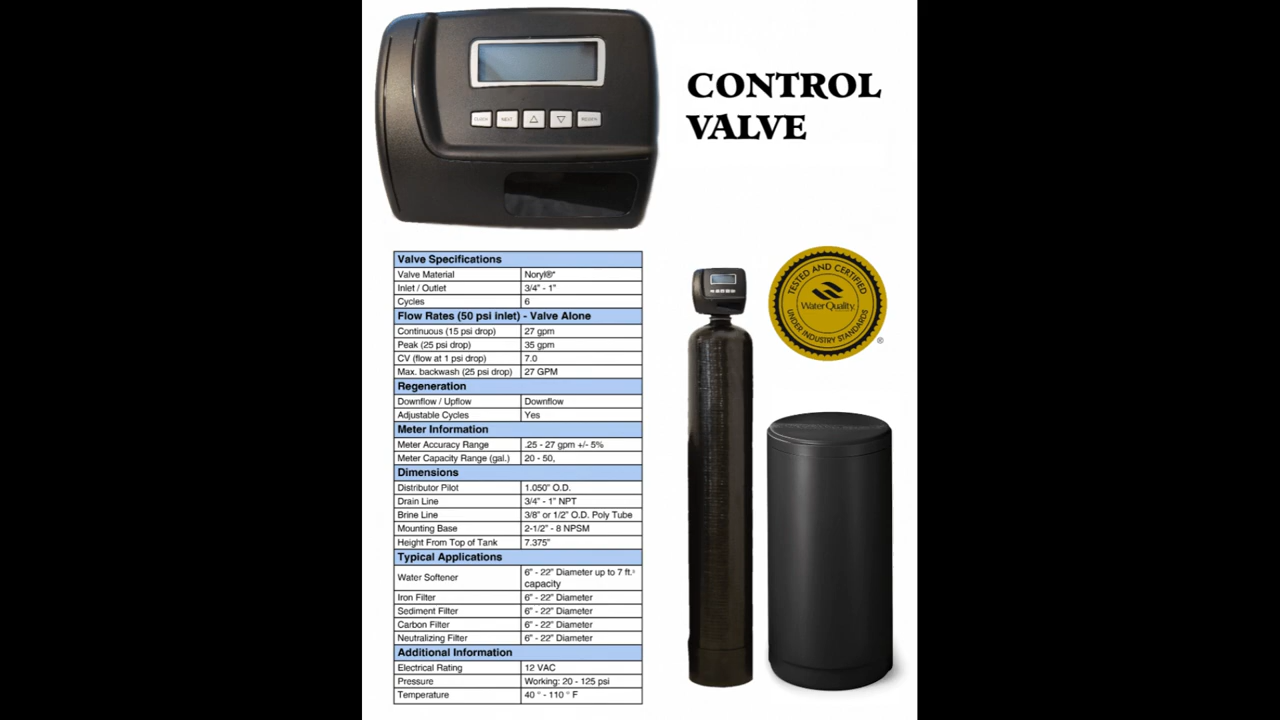 CLOCK NEXT REGEN
CONTROL
VALVE
Valve Specifications
Valve Material Noryl®*
Inlet / Outlet 3/4" - 1"
Cycles 6
Flow Rates (50 psi inlet) - Valve Alone
Continuous (15 psi drop) 27 gpm
Peak (25 psi drop) 35 gpm
CV (flow at 1 psi drop) 7.0
Max. backwash (25 psi drop) 27 GPM
Regeneration
Downflow / Upflow Downflow
Adjustable Cycles Yes
Meter Information
Meter Accuracy Range .25 - 27 gpm +/- 5%
Meter Capacity Range (gal.) 20 - 50,
Dimensions
Distributor Pilot 1.050" O.D.
Drain Line 3/4" - 1" NPT
Brine Line 3/8" or 1/2" O.D. Poly Tube
Mounting Base 2-1/2" - 8 NPSM
Height From Top of Tank 7.375"
Typical Applications
Water Softener 6" - 22" Diameter up to 7 ft.³
capacity
Iron Filter 6" - 22" Diameter
Sediment Filter 6" - 22" Diameter
Carbon Filter 6" - 22" Diameter
Neutralizing Filter 6" - 22" Diameter
Additional Information
Electrical Rating 12 VAC
Pressure Working: 20 - 125 psi
Temperature 40 ° - 110 ° F
TESTED AND CERTIFIED
WaterQuality
UNDER INDUSTRY STANDARDS
®